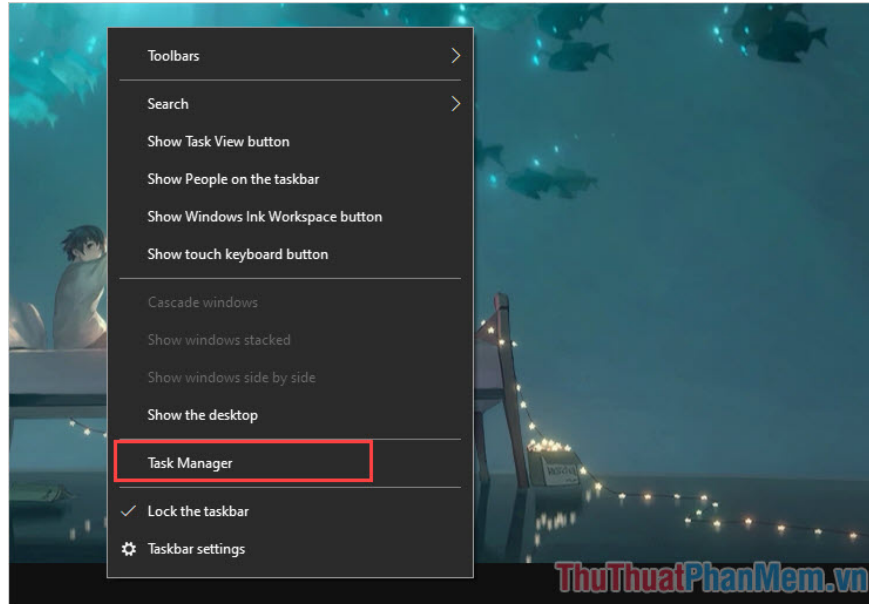 Toolbars
Search
Show Task View button
Show People on the taskbar
Show Windows Ink Workspace button
Show touch keyboard button
Cascade windows
Show windows stacked
Show windows side by side
Show the desktop
Task Manager
Lock the taskbar
Taskbar settings
ThuThuatPhanMem.vn